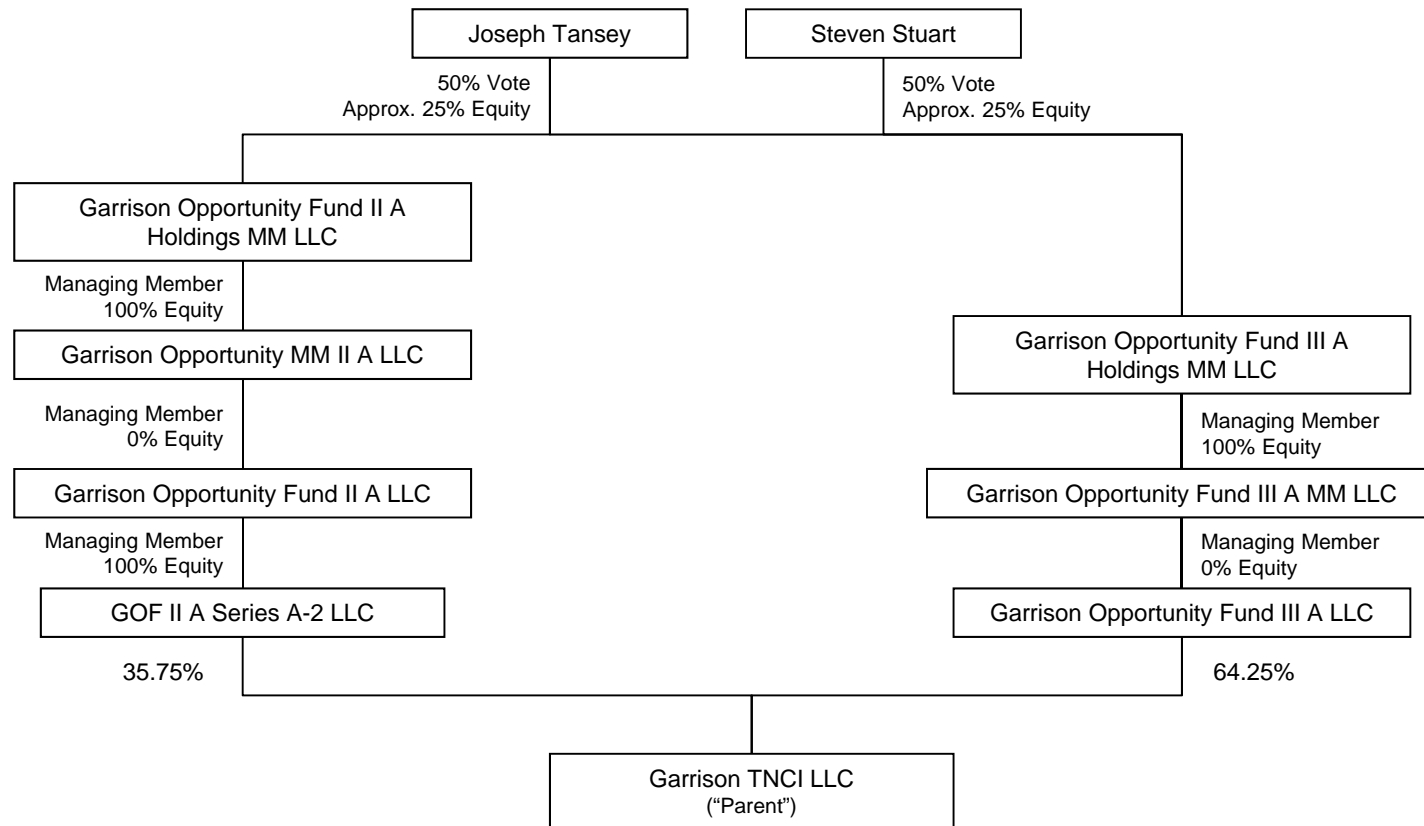 Joseph Tansey
Steven Stuart
50% Vote
Approx. 25% Equity
50% Vote
Approx. 25% Equity
Garrison Opportunity Fund II A
Holdings MM LLC
Managing Member
100% Equity
Garrison Opportunity MM II A LLC
Garrison Opportunity Fund III A
Holdings MM LLC
Managing Member
0% Equity
Managing Member
100% Equity
Garrison Opportunity Fund II A LLC
Garrison Opportunity Fund III A MM LLC
Managing Member
100% Equity
Managing Member
0% Equity
GOF II A Series A-2 LLC
Garrison Opportunity Fund III A LLC
35.75%
64.25%
Garrison TNCI LLC
(“Parent”)